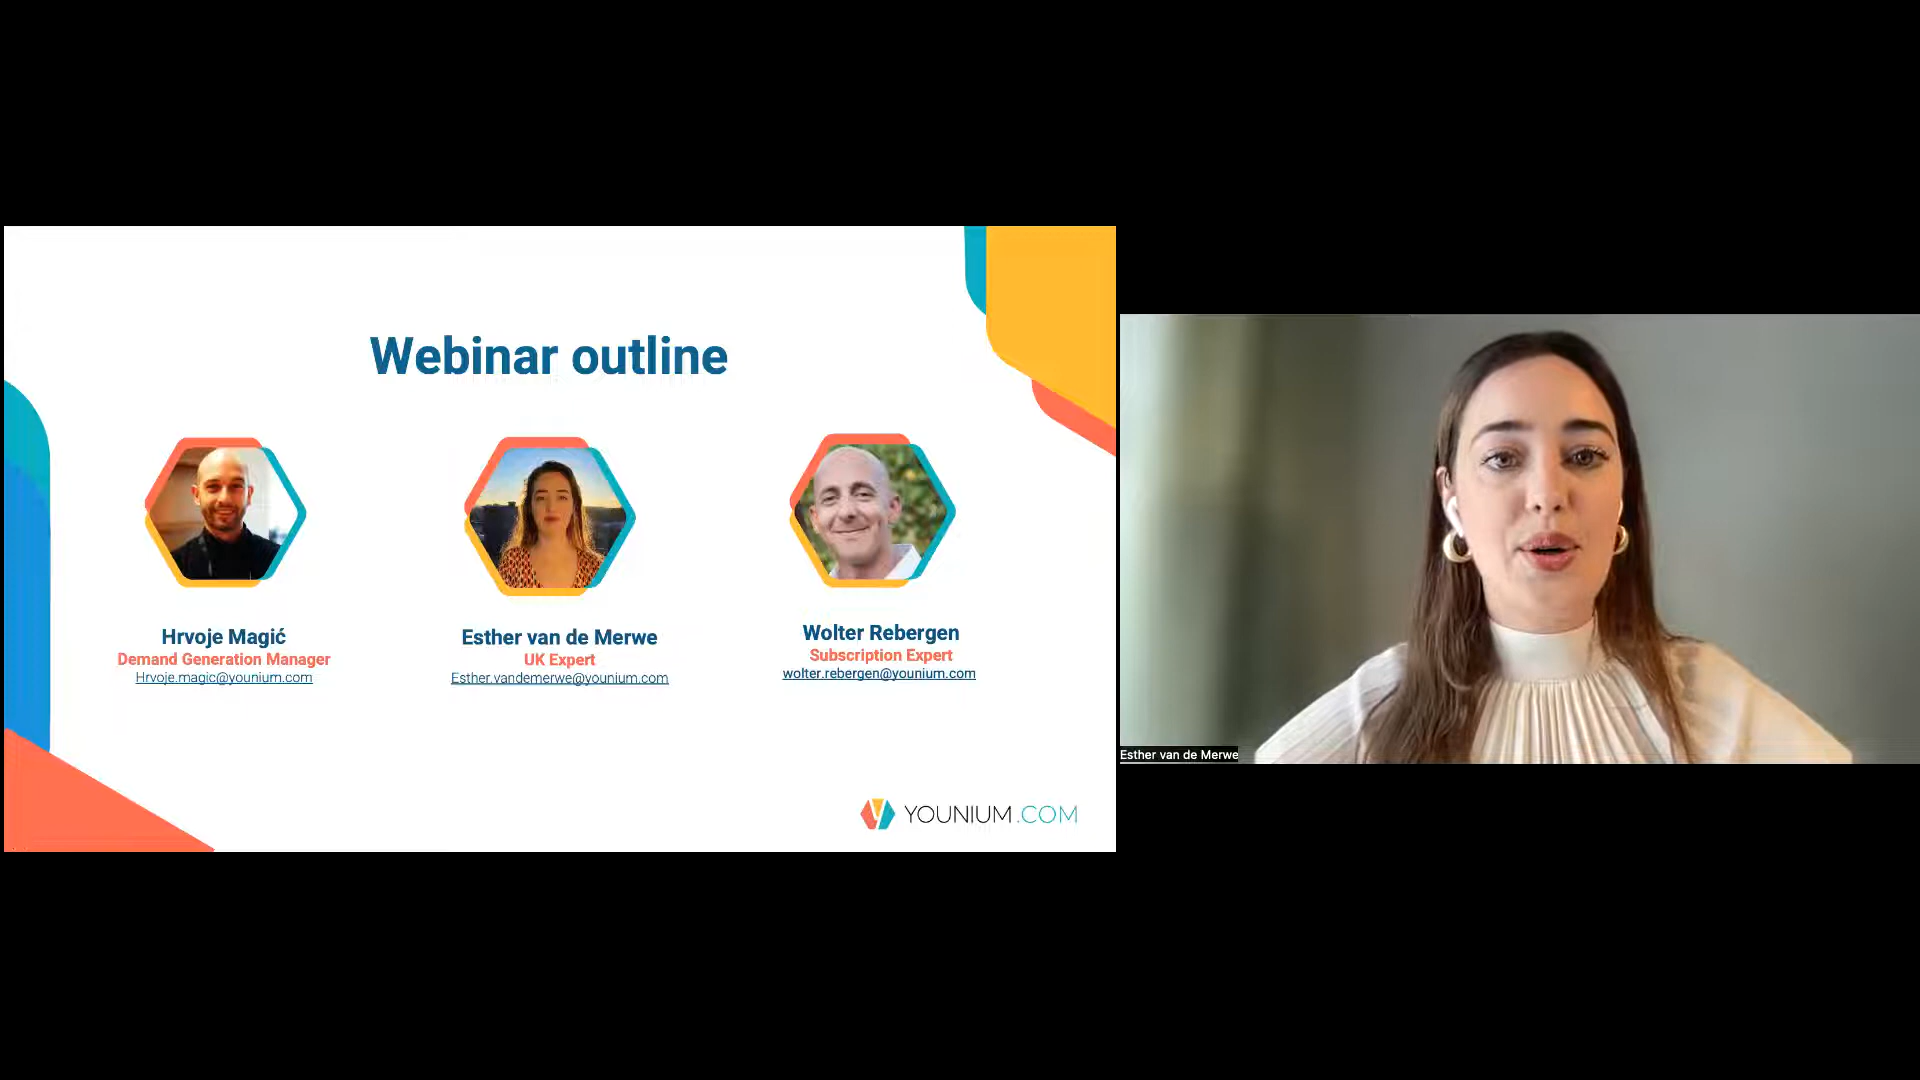 Webinar outline
Hrvoje Magić
Demand Generation Manager
Hrvoje.magic@younium.com
Esther van de Merwe
UK Expert
Esther.vandemerwe@younium.com
Wolter Rebergen
Subscription Expert
wolter.rebergen@younium.com
YOUNIUM.COM
Esther van de Merwe